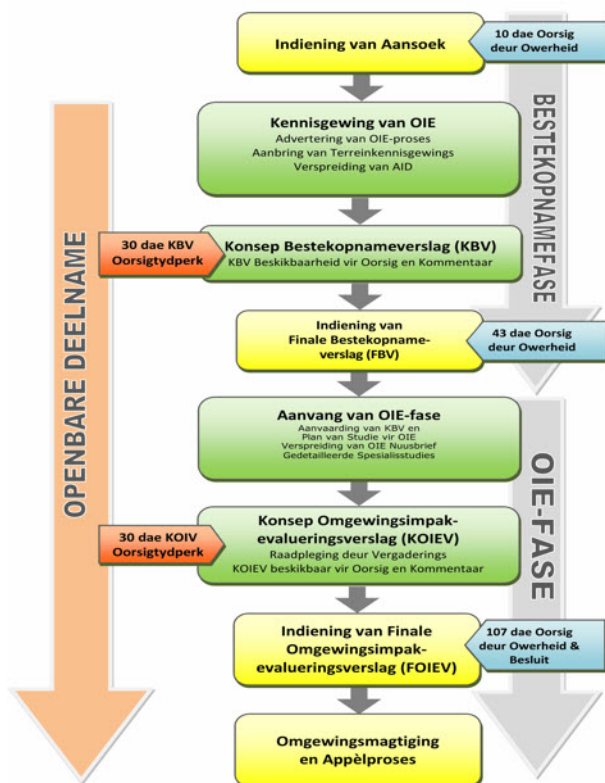 Indiening van Aansoek
10 dae Oorsig
deur Owerheid
BESTEKOPNAMEFASE
Kennisgewing van OIE
Advertering van OIE-proses
Aanbring van Terreinkennisgewings
Verspreiding van AID
OPENBARE DEELNAME
30 dae KBV
Oorsigtydperk
Konsep Bestekopnameverslag (KBV)
KBV Beskikbaarheid vir Oorsig en Kommentaar
Indiening van
Finale Bestekopname-
verslag (FBV)
43 dae Oorsig
deur Owerheid
Aanvang van OIE-fase
Aanvaarding van KBV en
Plan van Studie vir OIE
Verspreiding van OIE Nuusbrief
Gedetailleerde Spesialisstudies
OIE-FASE
30 dae KOIV
Oorsigtydperk
Konsep Omgewingsimpak-
evalueringsverslag (KOIEV)
Raadpleging deur Vergaderings
KOIEV beskikbaar vir Oorsig en Kommentaar
Indiening van Finale
Omgewingsimpak-
evalueringsverslag (FOIEV)
107 dae Oorsig
deur Owerheid &
Besluit
Omgewingsmagtiging
en Appèlproses